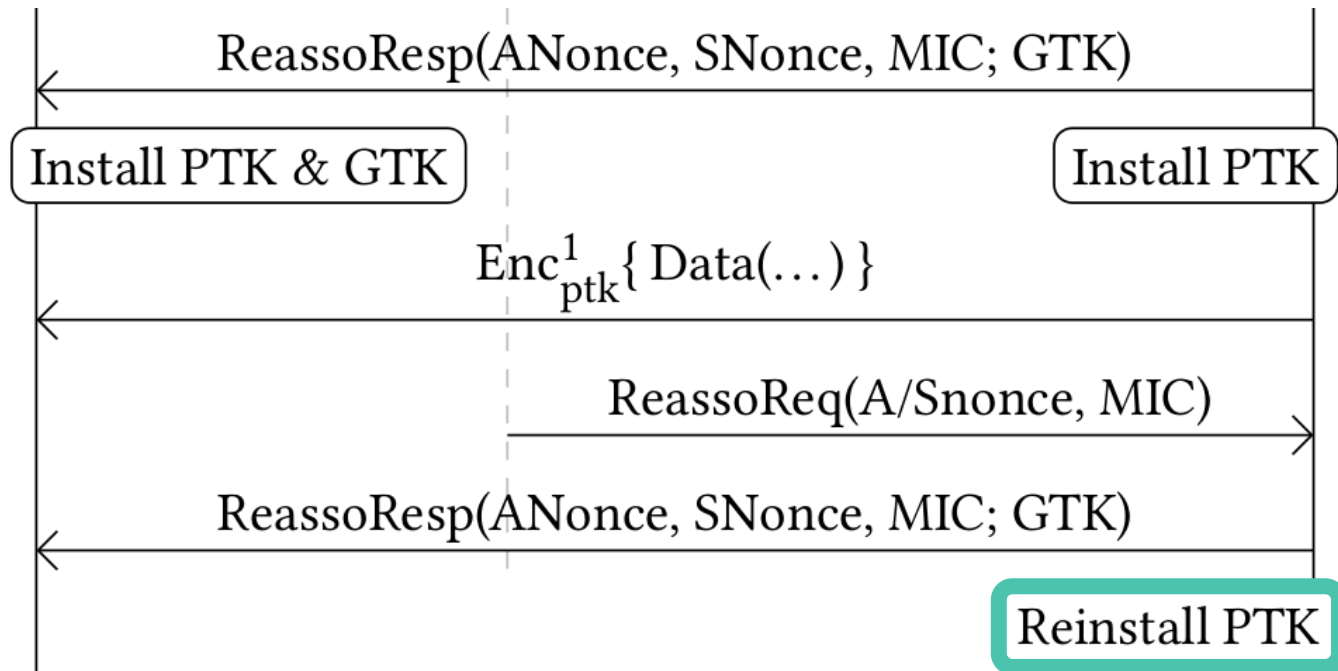 ReassoResp(ANonce, SNonce, MIC; GTK)
Install PTK & GTK
Install PTK
Enc¹ₚₜₖ{ Data(…) }
ReassoReq(A/Snonce, MIC)
ReassoResp(ANonce, SNonce, MIC; GTK)
Reinstall PTK